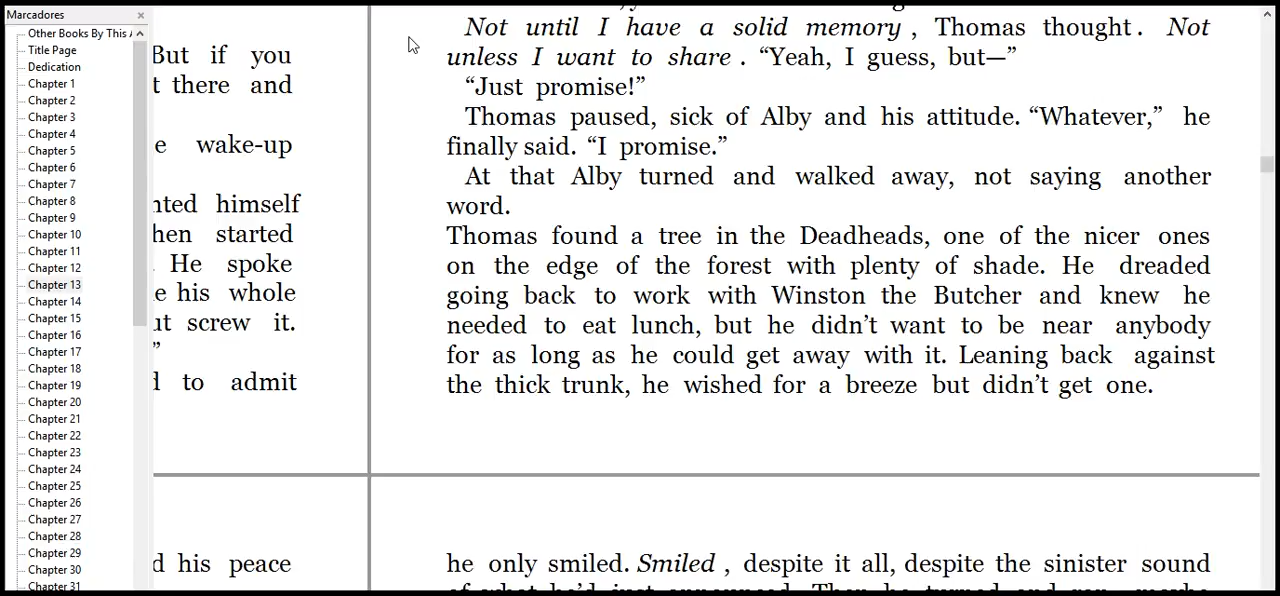 Marcadores
Other Books By This
Title Page
Dedication
Chapter 1
Chapter 2
Chapter 3
Chapter 4
Chapter 5
Chapter 6
Chapter 7
Chapter 8
Chapter 9
Chapter 10
Chapter 11
Chapter 12
Chapter 13
Chapter 14
Chapter 15
Chapter 16
Chapter 17
Chapter 18
Chapter 19
Chapter 20
Chapter 21
Chapter 22
Chapter 23
Chapter 24
Chapter 25
Chapter 26
Chapter 27
Chapter 28
Chapter 29
Chapter 30
Chapter 31
But if you
t there and
e wake-up
nted himself
hen started
. He spoke
e his whole
ut screw it.
”
d to admit
d his peace
Not until I have a solid memory , Thomas thought . Not
unless I want to share . “Yeah, I guess, but—”
“Just promise!”
Thomas paused, sick of Alby and his attitude. “Whatever,” he
finally said. “I promise.”
At that Alby turned and walked away, not saying another
word.
Thomas found a tree in the Deadheads, one of the nicer ones
on the edge of the forest with plenty of shade. He dreaded
going back to work with Winston the Butcher and knew he
needed to eat lunch, but he didn’t want to be near anybody
for as long as he could get away with it. Leaning back against
the thick trunk, he wished for a breeze but didn’t get one.
he only smiled. Smiled , despite it all, despite the sinister sound